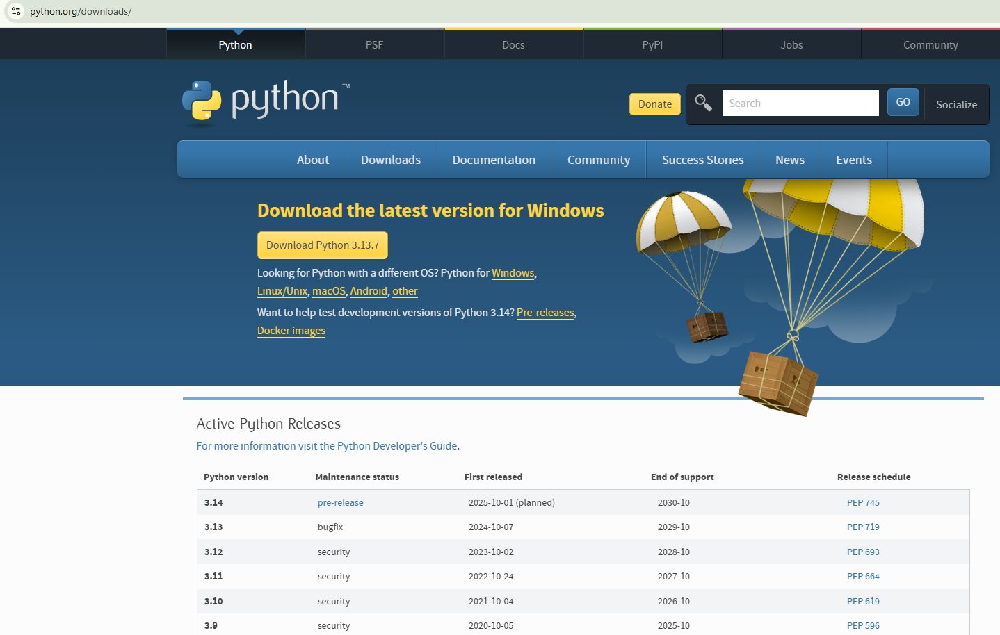 python.org/downloads/
Python PSF Docs PyPI Jobs Community
python™
Donate Search GO Socialize
About Downloads Documentation Community Success Stories News Events
Download the latest version for Windows
Download Python 3.13.7
Looking for Python with a different OS? Python for Windows,
Linux/Unix, macOS, Android, other
Want to help test development versions of Python 3.14? Pre-releases,
Docker images
Active Python Releases
For more information visit the Python Developer's Guide.
Python version Maintenance status First released End of support Release schedule
3.14 pre-release 2025-10-01 (planned) 2030-10 PEP 745
3.13 bugfix 2024-10-07 2029-10 PEP 719
3.12 security 2023-10-02 2028-10 PEP 693
3.11 security 2022-10-24 2027-10 PEP 664
3.10 security 2021-10-04 2026-10 PEP 619
3.9 security 2020-10-05 2025-10 PEP 596